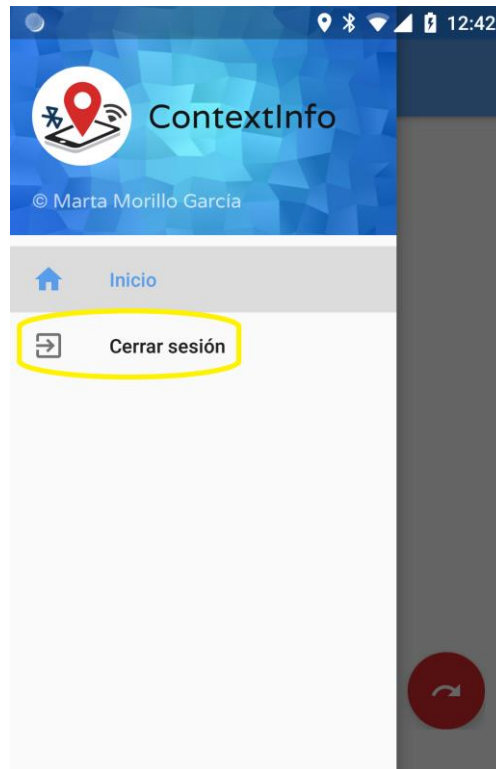 12:42
ContextInfo
© Marta Morillo García
Inicio
Cerrar sesión